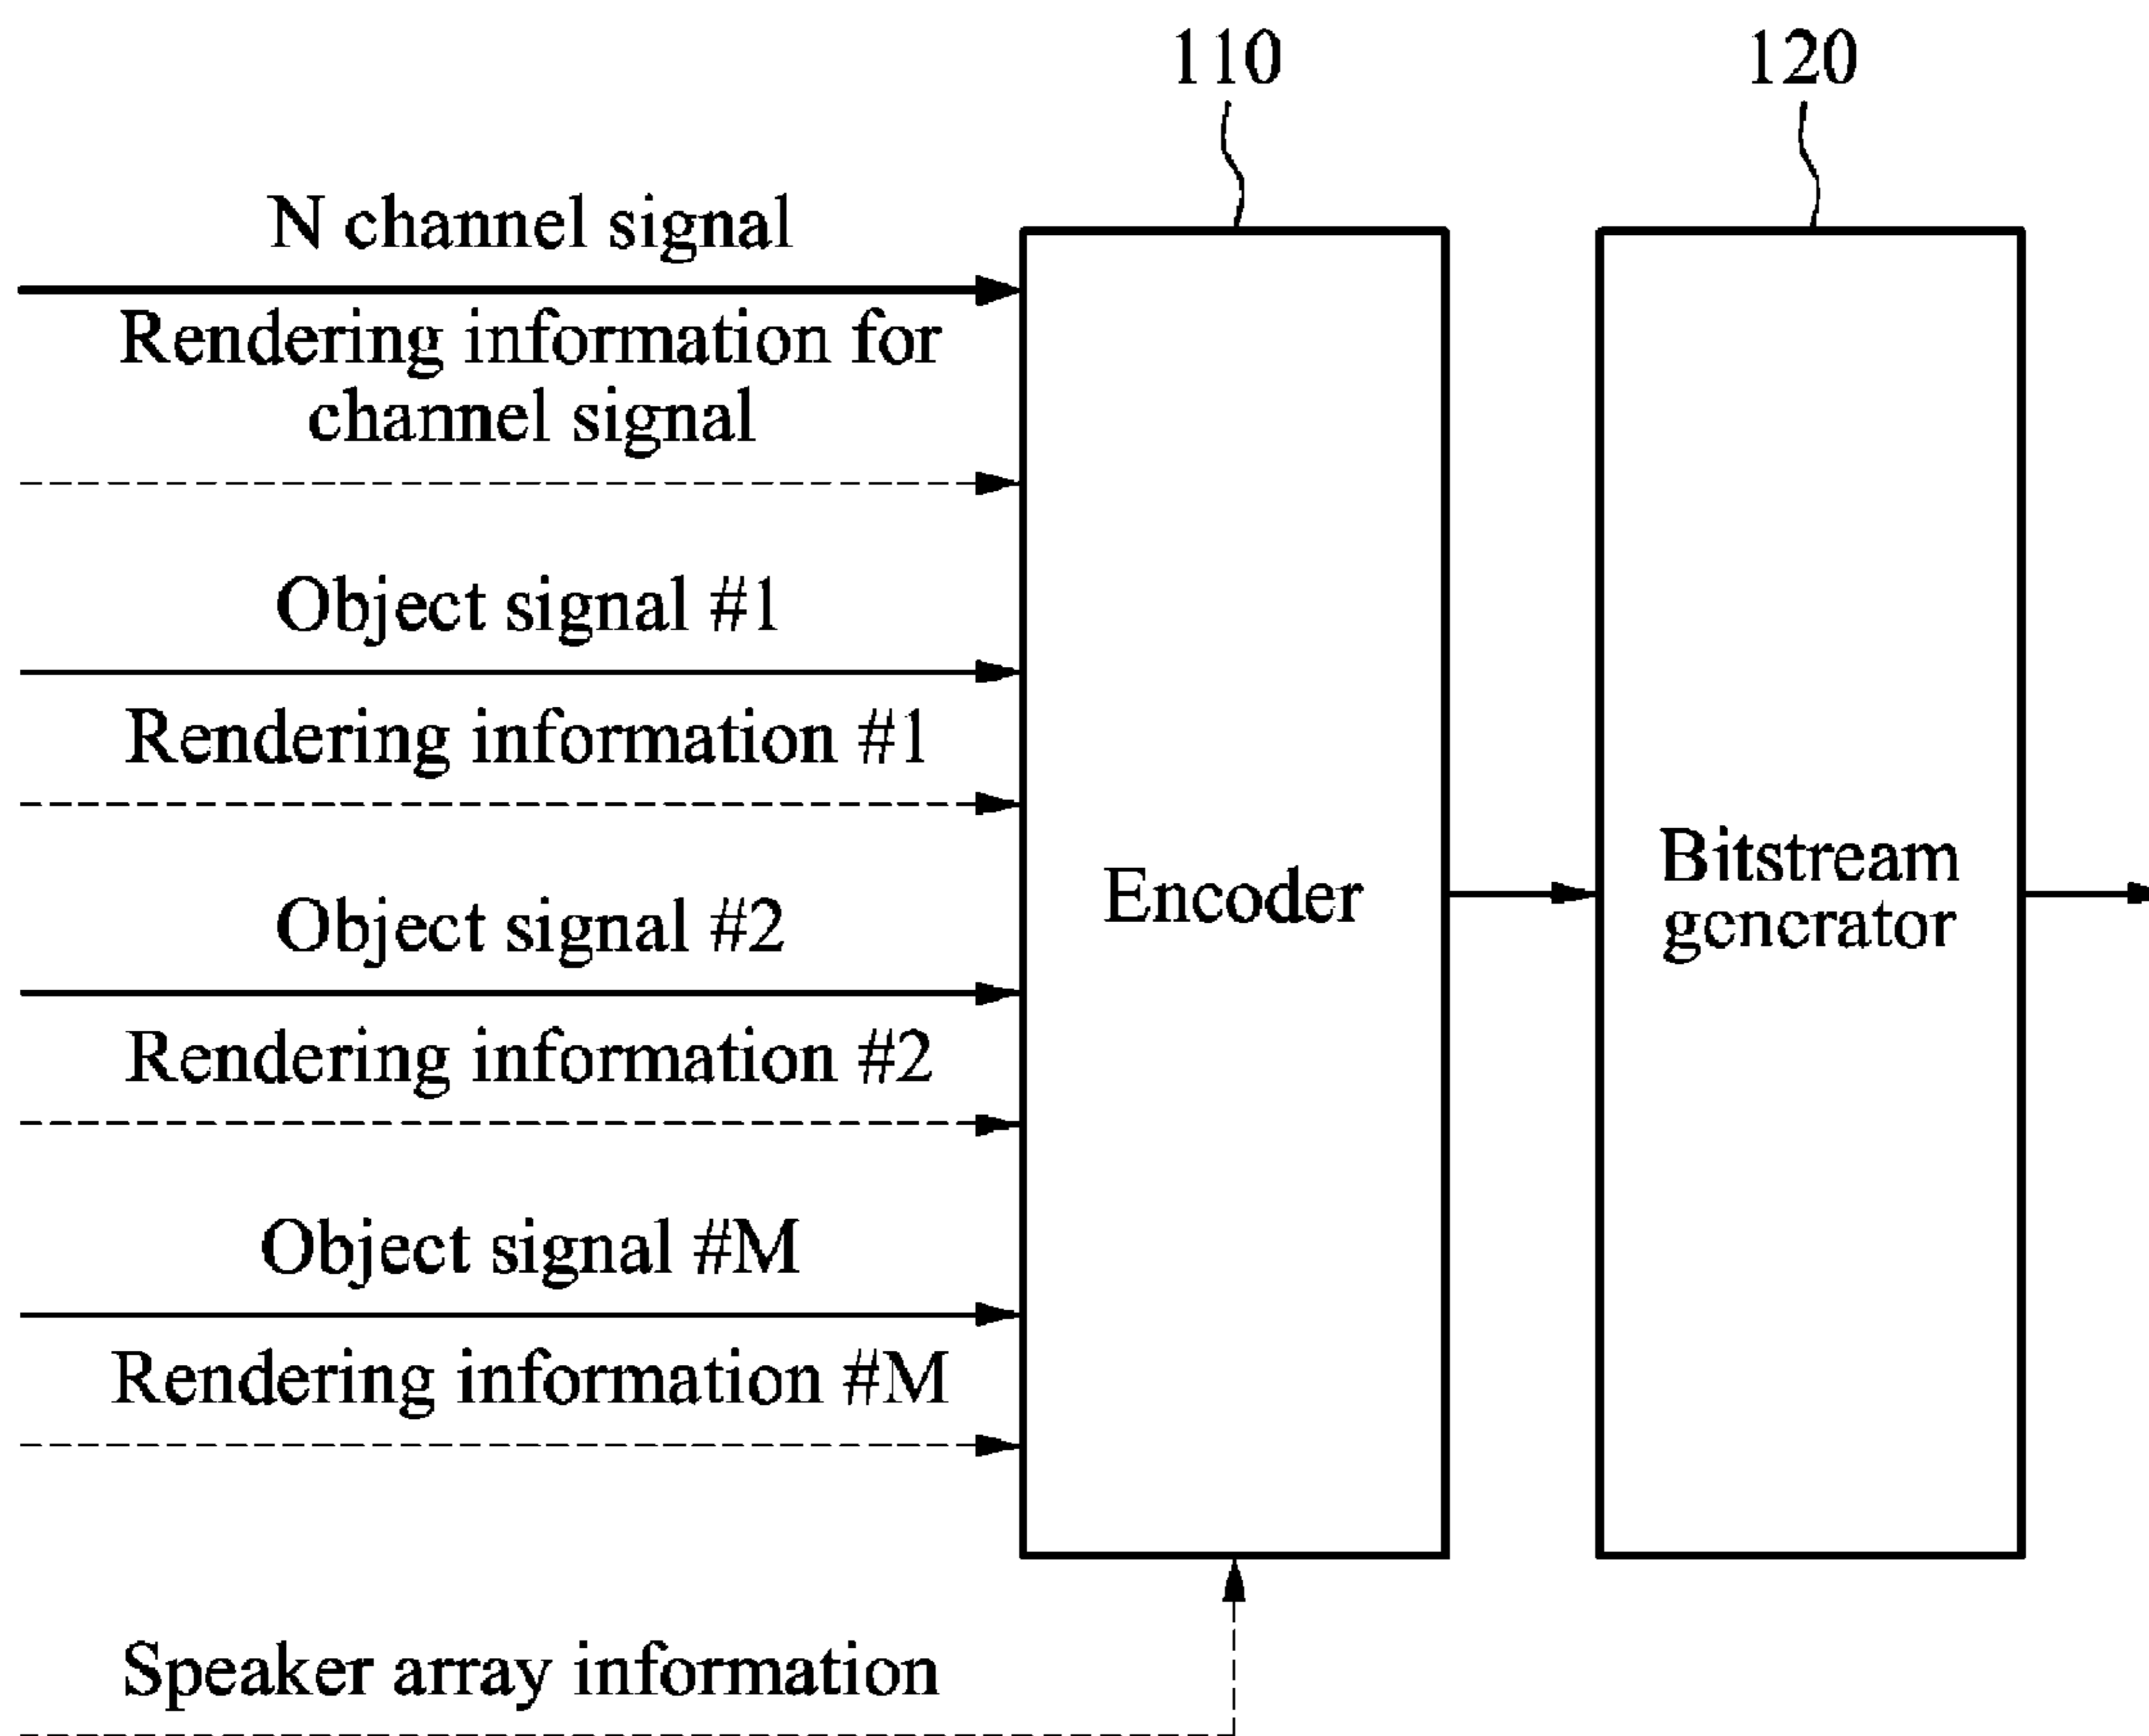 110
120
N channel signal
Rendering information for
channel signal
Object signal #1
Rendering information #1
Object signal #2
Rendering information #2
Object signal #M
Rendering information #M
Speaker array information
Encoder
Bitstream
generator